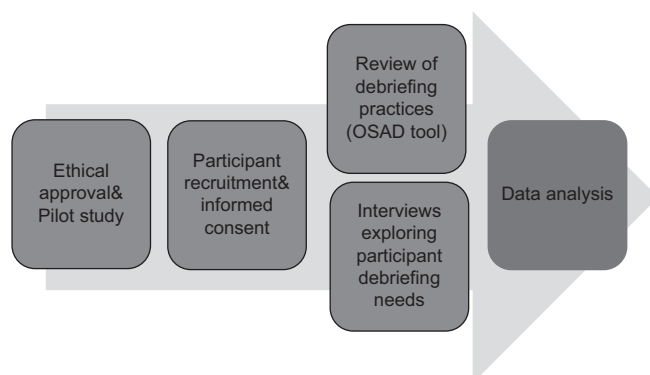 Ethical
approval&
Pilot study
Participant
recruitment&
informed
consent
Review of
debriefing
practices
(OSAD tool)
Interviews
exploring
participant
debriefing
needs
Data analysis